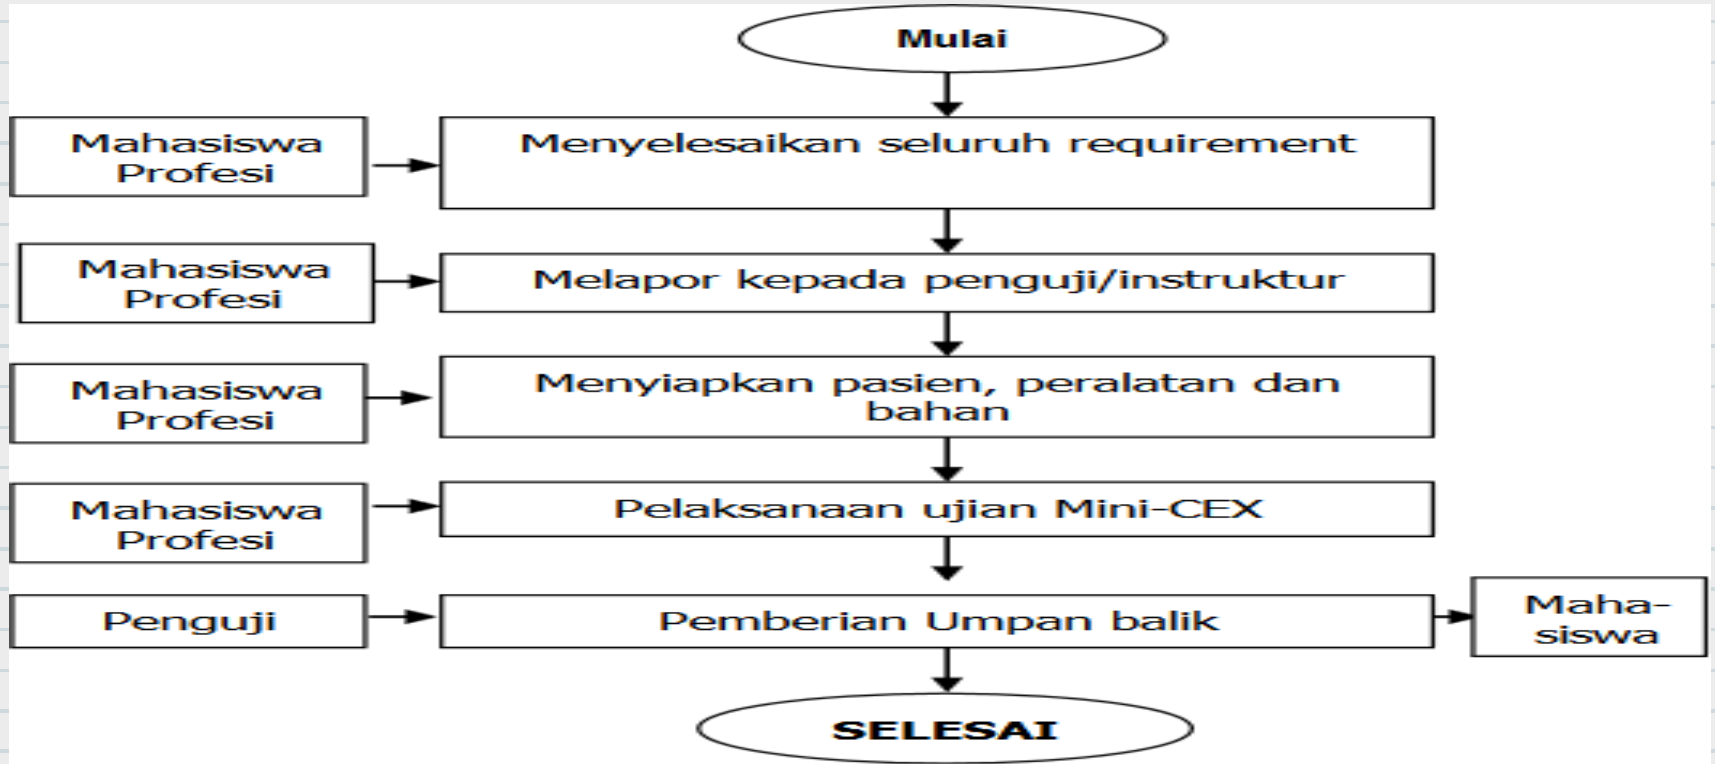 Mulai
Mahasiswa
Profesi
Menyelesaikan seluruh requirement
Mahasiswa
Profesi
Melapor kepada penguji/instruktur
Mahasiswa
Profesi
Menyiapkan pasien, peralatan dan
bahan
Mahasiswa
Profesi
Pelaksanaan ujian Mini-CEX
Penguji
Pemberian Umpan balik
Maha-
siswa
SELESAI